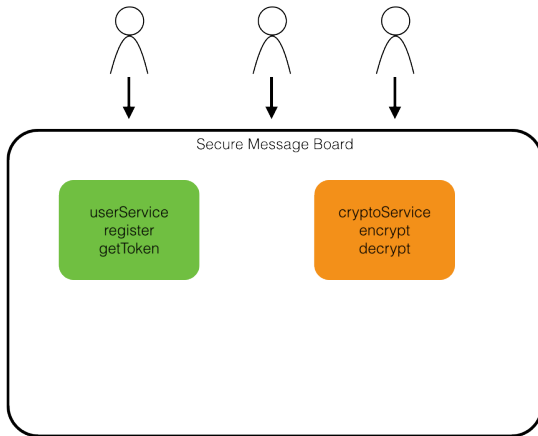 Secure Message Board
userService
register
getToken
cryptoService
encrypt
decrypt